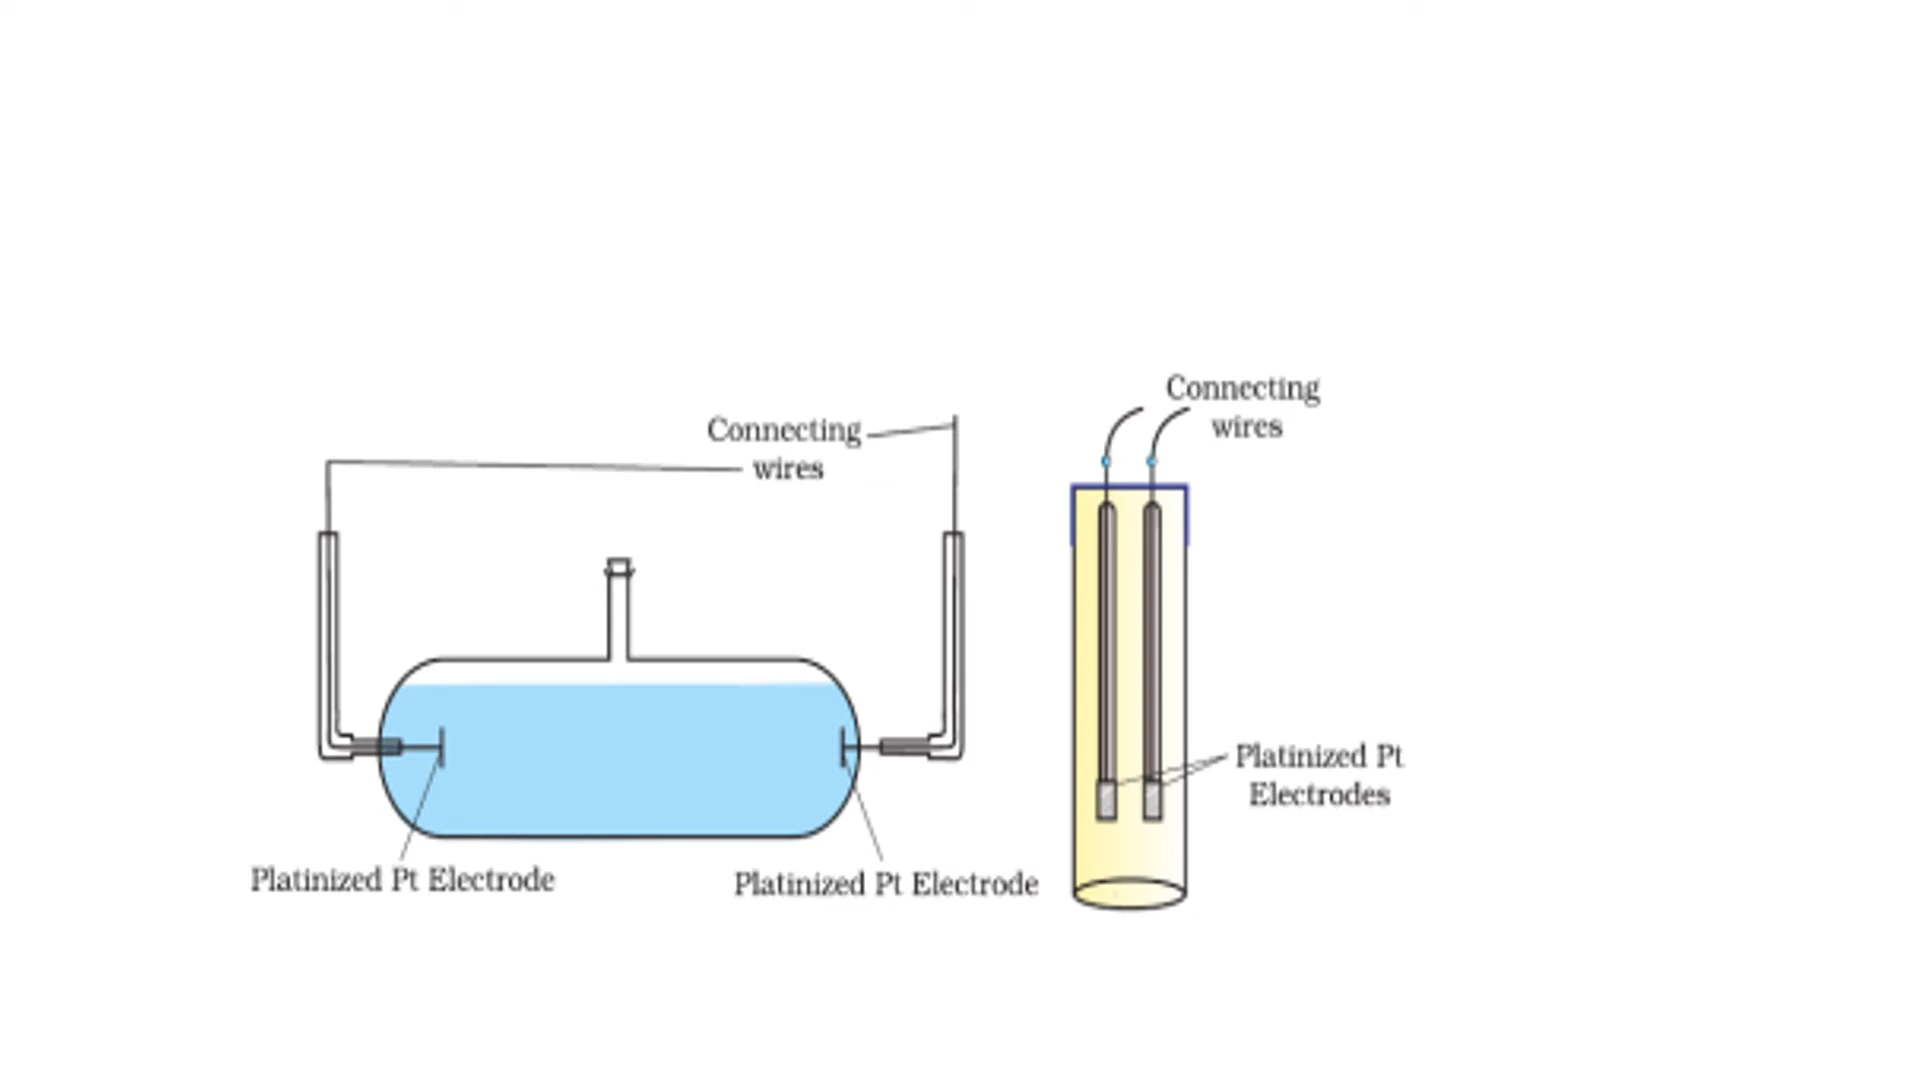 Connecting
wires
Connecting
wires
Platinized Pt
Electrodes
Platinized Pt Electrode
Platinized Pt Electrode